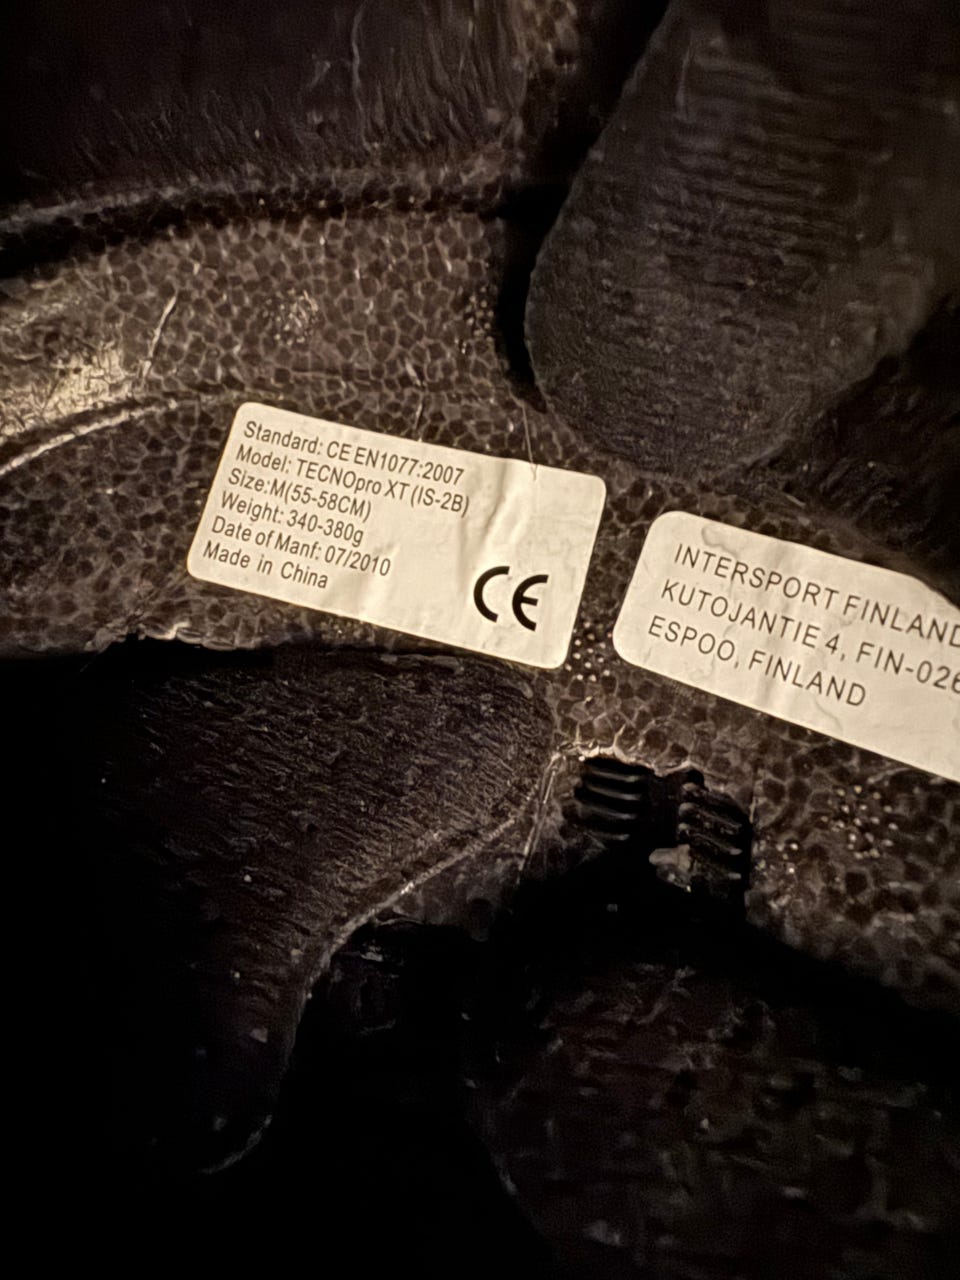 Standard: CE EN1077:2007
Model: TECNOpro XT (IS-2B)
Size:M(55-58CM)
Weight: 340-380g
Date of Manf: 07/2010
Made in China
CE
INTERSPORT FINLAND
KUTOJANTIE 4, FIN-026
ESPOO, FINLAND